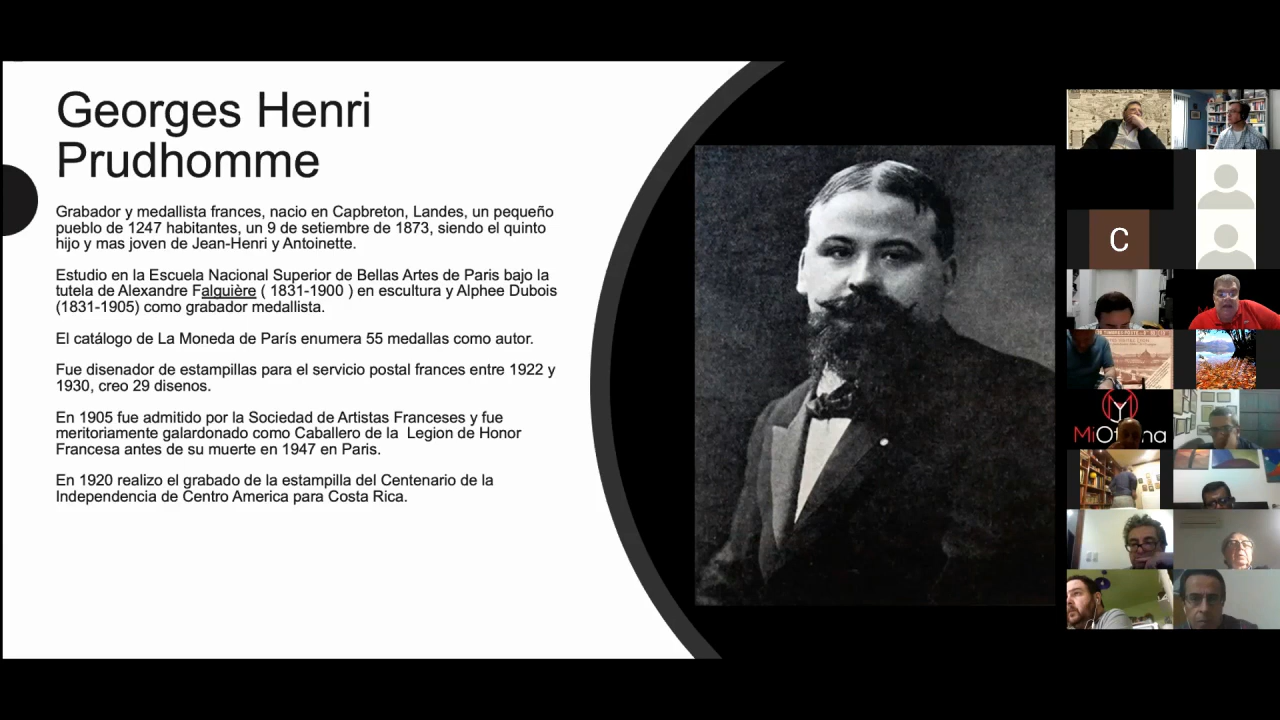 Georges Henri
Prudhomme
Grabador y medallista frances, nacio en Capbreton, Landes, un pequeño
pueblo de 1247 habitantes, un 9 de setiembre de 1873, siendo el quinto
hijo y mas joven de Jean-Henri y Antoinette.
Estudio en la Escuela Nacional Superior de Bellas Artes de Paris bajo la
tutela de Alexandre Falguière ( 1831-1900 ) en escultura y Alphee Dubois
(1831-1905) como grabador medallista.
El catálogo de La Moneda de París enumera 55 medallas como autor.
Fue disenador de estampillas para el servicio postal frances entre 1922 y
1930, creo 29 disenos.
En 1905 fue admitido por la Sociedad de Artistas Franceses y fue
meritoriamente galardonado como Caballero de la  Legion de Honor
Francesa antes de su muerte en 1947 en Paris.
En 1920 realizo el grabado de la estampilla del Centenario de la
Independencia de Centro America para Costa Rica.
C